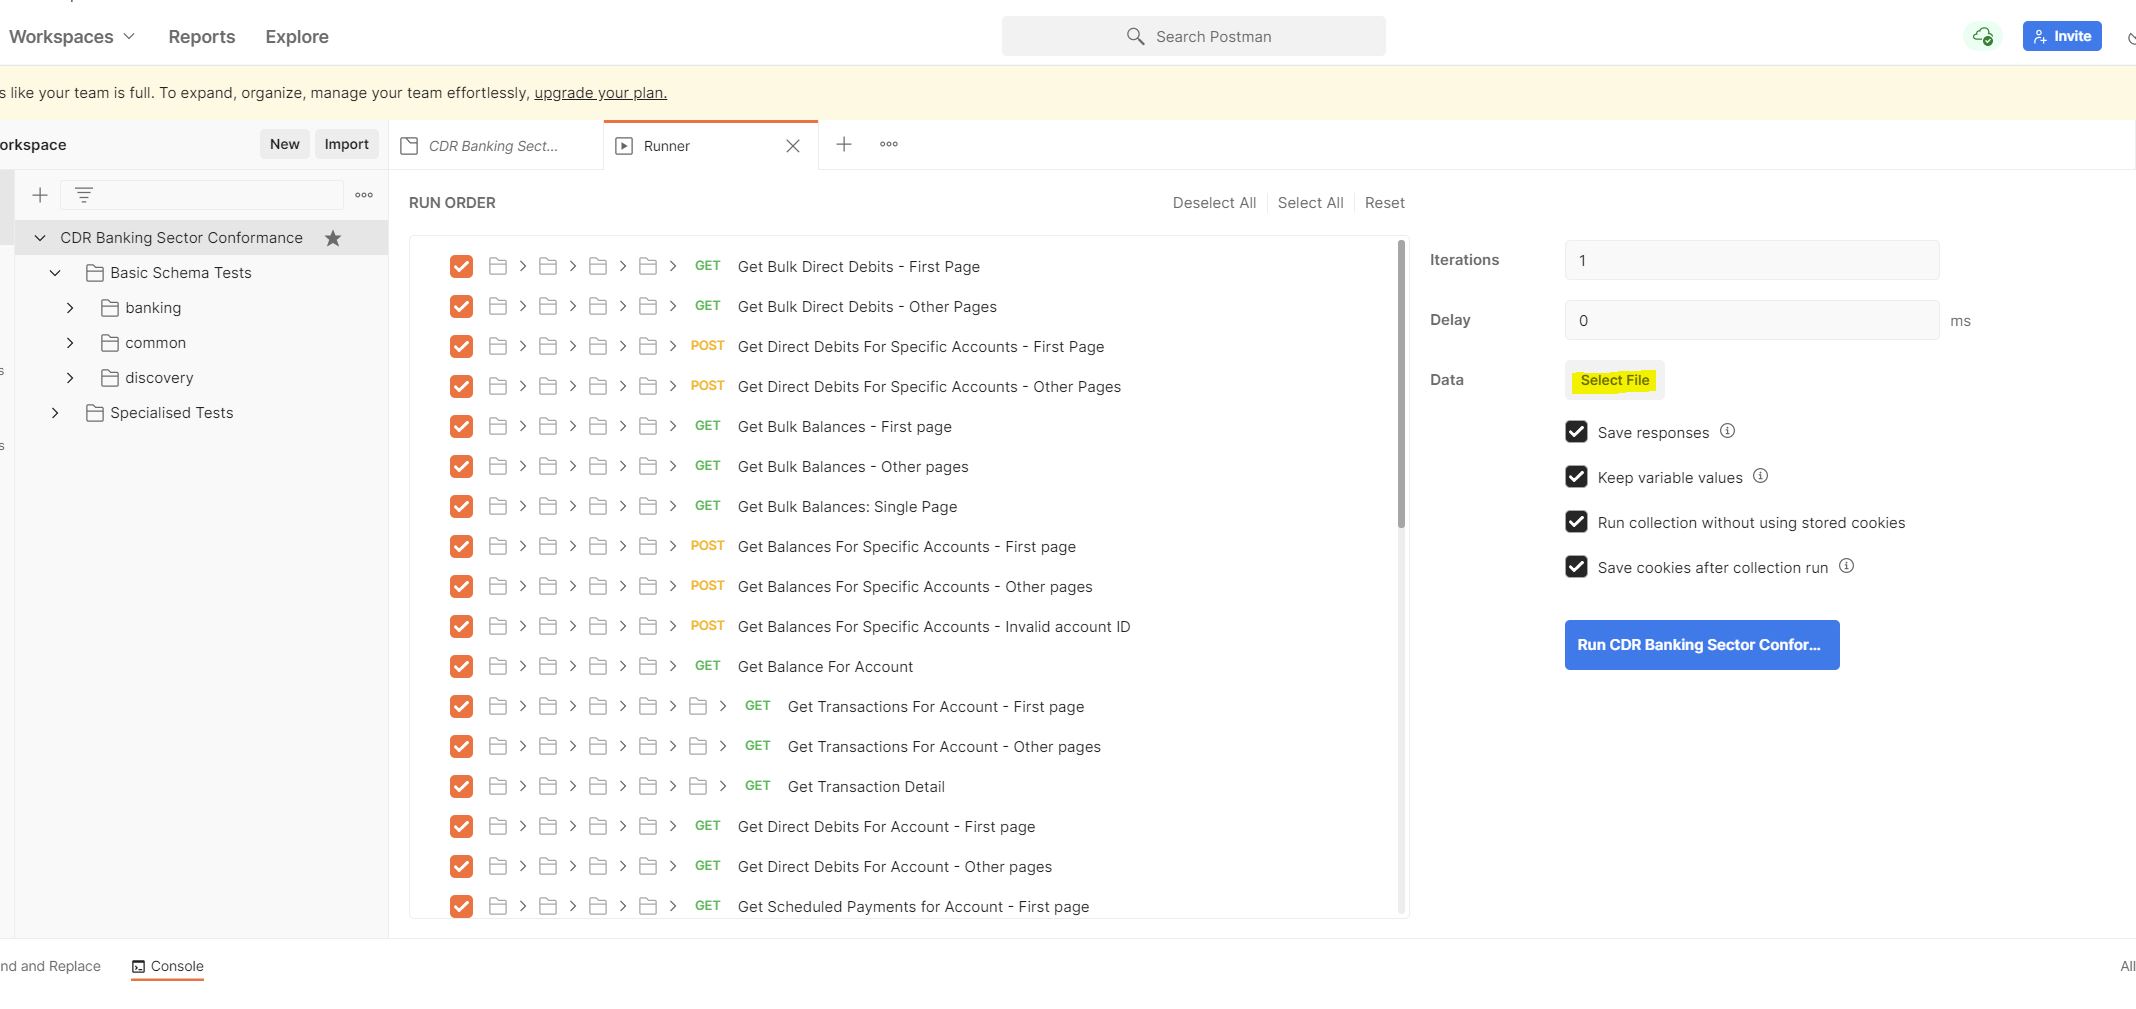 Workspaces Reports Explore
Search Postman
Invite
s like your team is full. To expand, organize, manage your team effortlessly, upgrade your plan.
orkspace
New Import
CDR Banking Sect...
Runner
CDR Banking Sector Conformance
Basic Schema Tests
banking
common
discovery
Specialised Tests
s
s
RUN ORDER
Deselect All Select All Reset
GET Get Bulk Direct Debits - First Page
GET Get Bulk Direct Debits - Other Pages
POST Get Direct Debits For Specific Accounts - First Page
POST Get Direct Debits For Specific Accounts - Other Pages
GET Get Bulk Balances - First page
GET Get Bulk Balances - Other pages
GET Get Bulk Balances: Single Page
POST Get Balances For Specific Accounts - First page
POST Get Balances For Specific Accounts - Other pages
POST Get Balances For Specific Accounts - Invalid account ID
GET Get Balance For Account
GET Get Transactions For Account - First page
GET Get Transactions For Account - Other pages
GET Get Transaction Detail
GET Get Direct Debits For Account - First page
GET Get Direct Debits For Account - Other pages
GET Get Scheduled Payments for Account - First page
Iterations 1
Delay 0 ms
Data Select File
Save responses
Keep variable values
Run collection without using stored cookies
Save cookies after collection run
Run CDR Banking Sector Confor...
nd and Replace Console
All